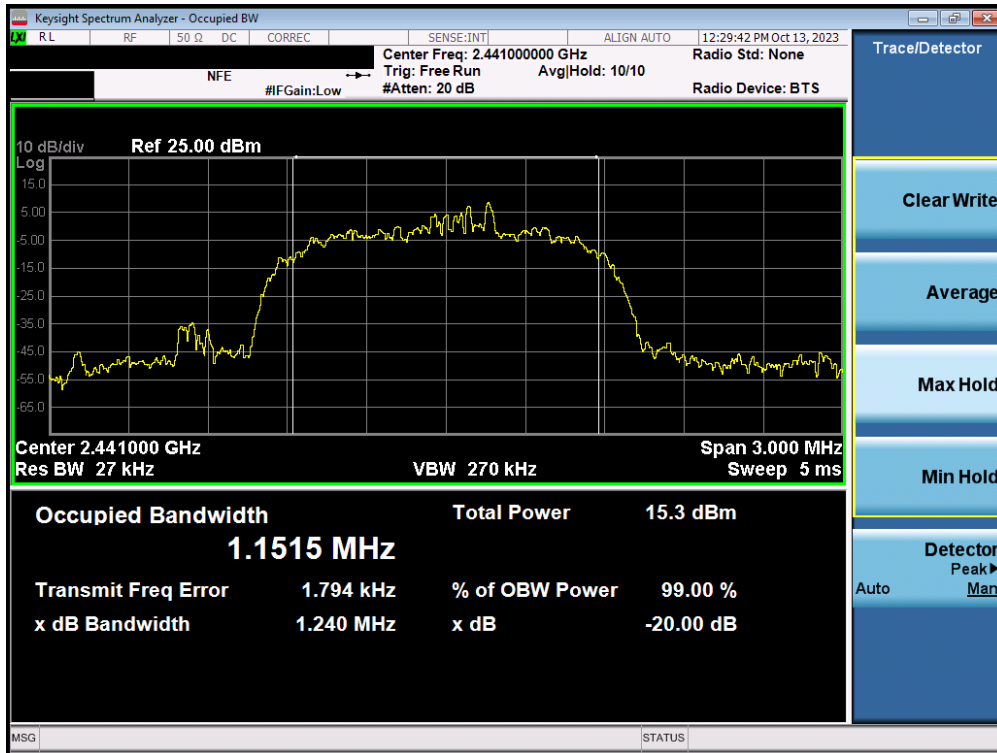 Keysight Spectrum Analyzer - Occupied BW
LXI RL RF 50 Ω DC CORREC SENSE:INT ALIGN AUTO 12:29:42 PM Oct 13, 2023
Center Freq: 2.441000000 GHz Radio Std: None
NFE Trig: Free Run Avg|Hold: 10/10
#IFGain:Low #Atten: 20 dB Radio Device: BTS
10 dB/div Ref 25.00 dBm
Log
15.0
5.00
-5.00
-15.0
-25.0
-35.0
-45.0
-55.0
-65.0
Center 2.441000 GHz Span 3.000 MHz
Res BW 27 kHz VBW 270 kHz Sweep 5 ms
Occupied Bandwidth Total Power 15.3 dBm
1.1515 MHz
Transmit Freq Error 1.794 kHz % of OBW Power 99.00 %
x dB Bandwidth 1.240 MHz x dB -20.00 dB
MSG STATUS
Trace/Detector
Clear Write
Average
Max Hold
Min Hold
Detector
Peak▶
Auto Man